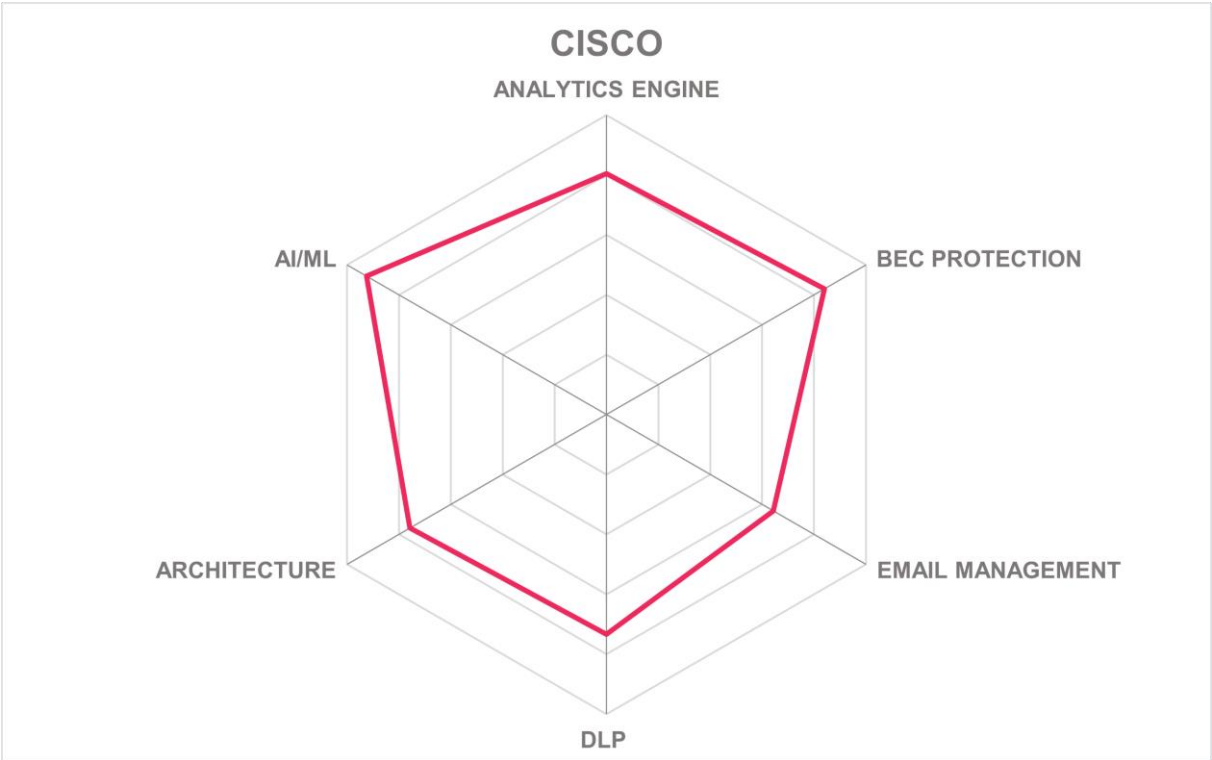 CISCO
ANALYTICS ENGINE
AI/ML
BEC PROTECTION
ARCHITECTURE
EMAIL MANAGEMENT
DLP